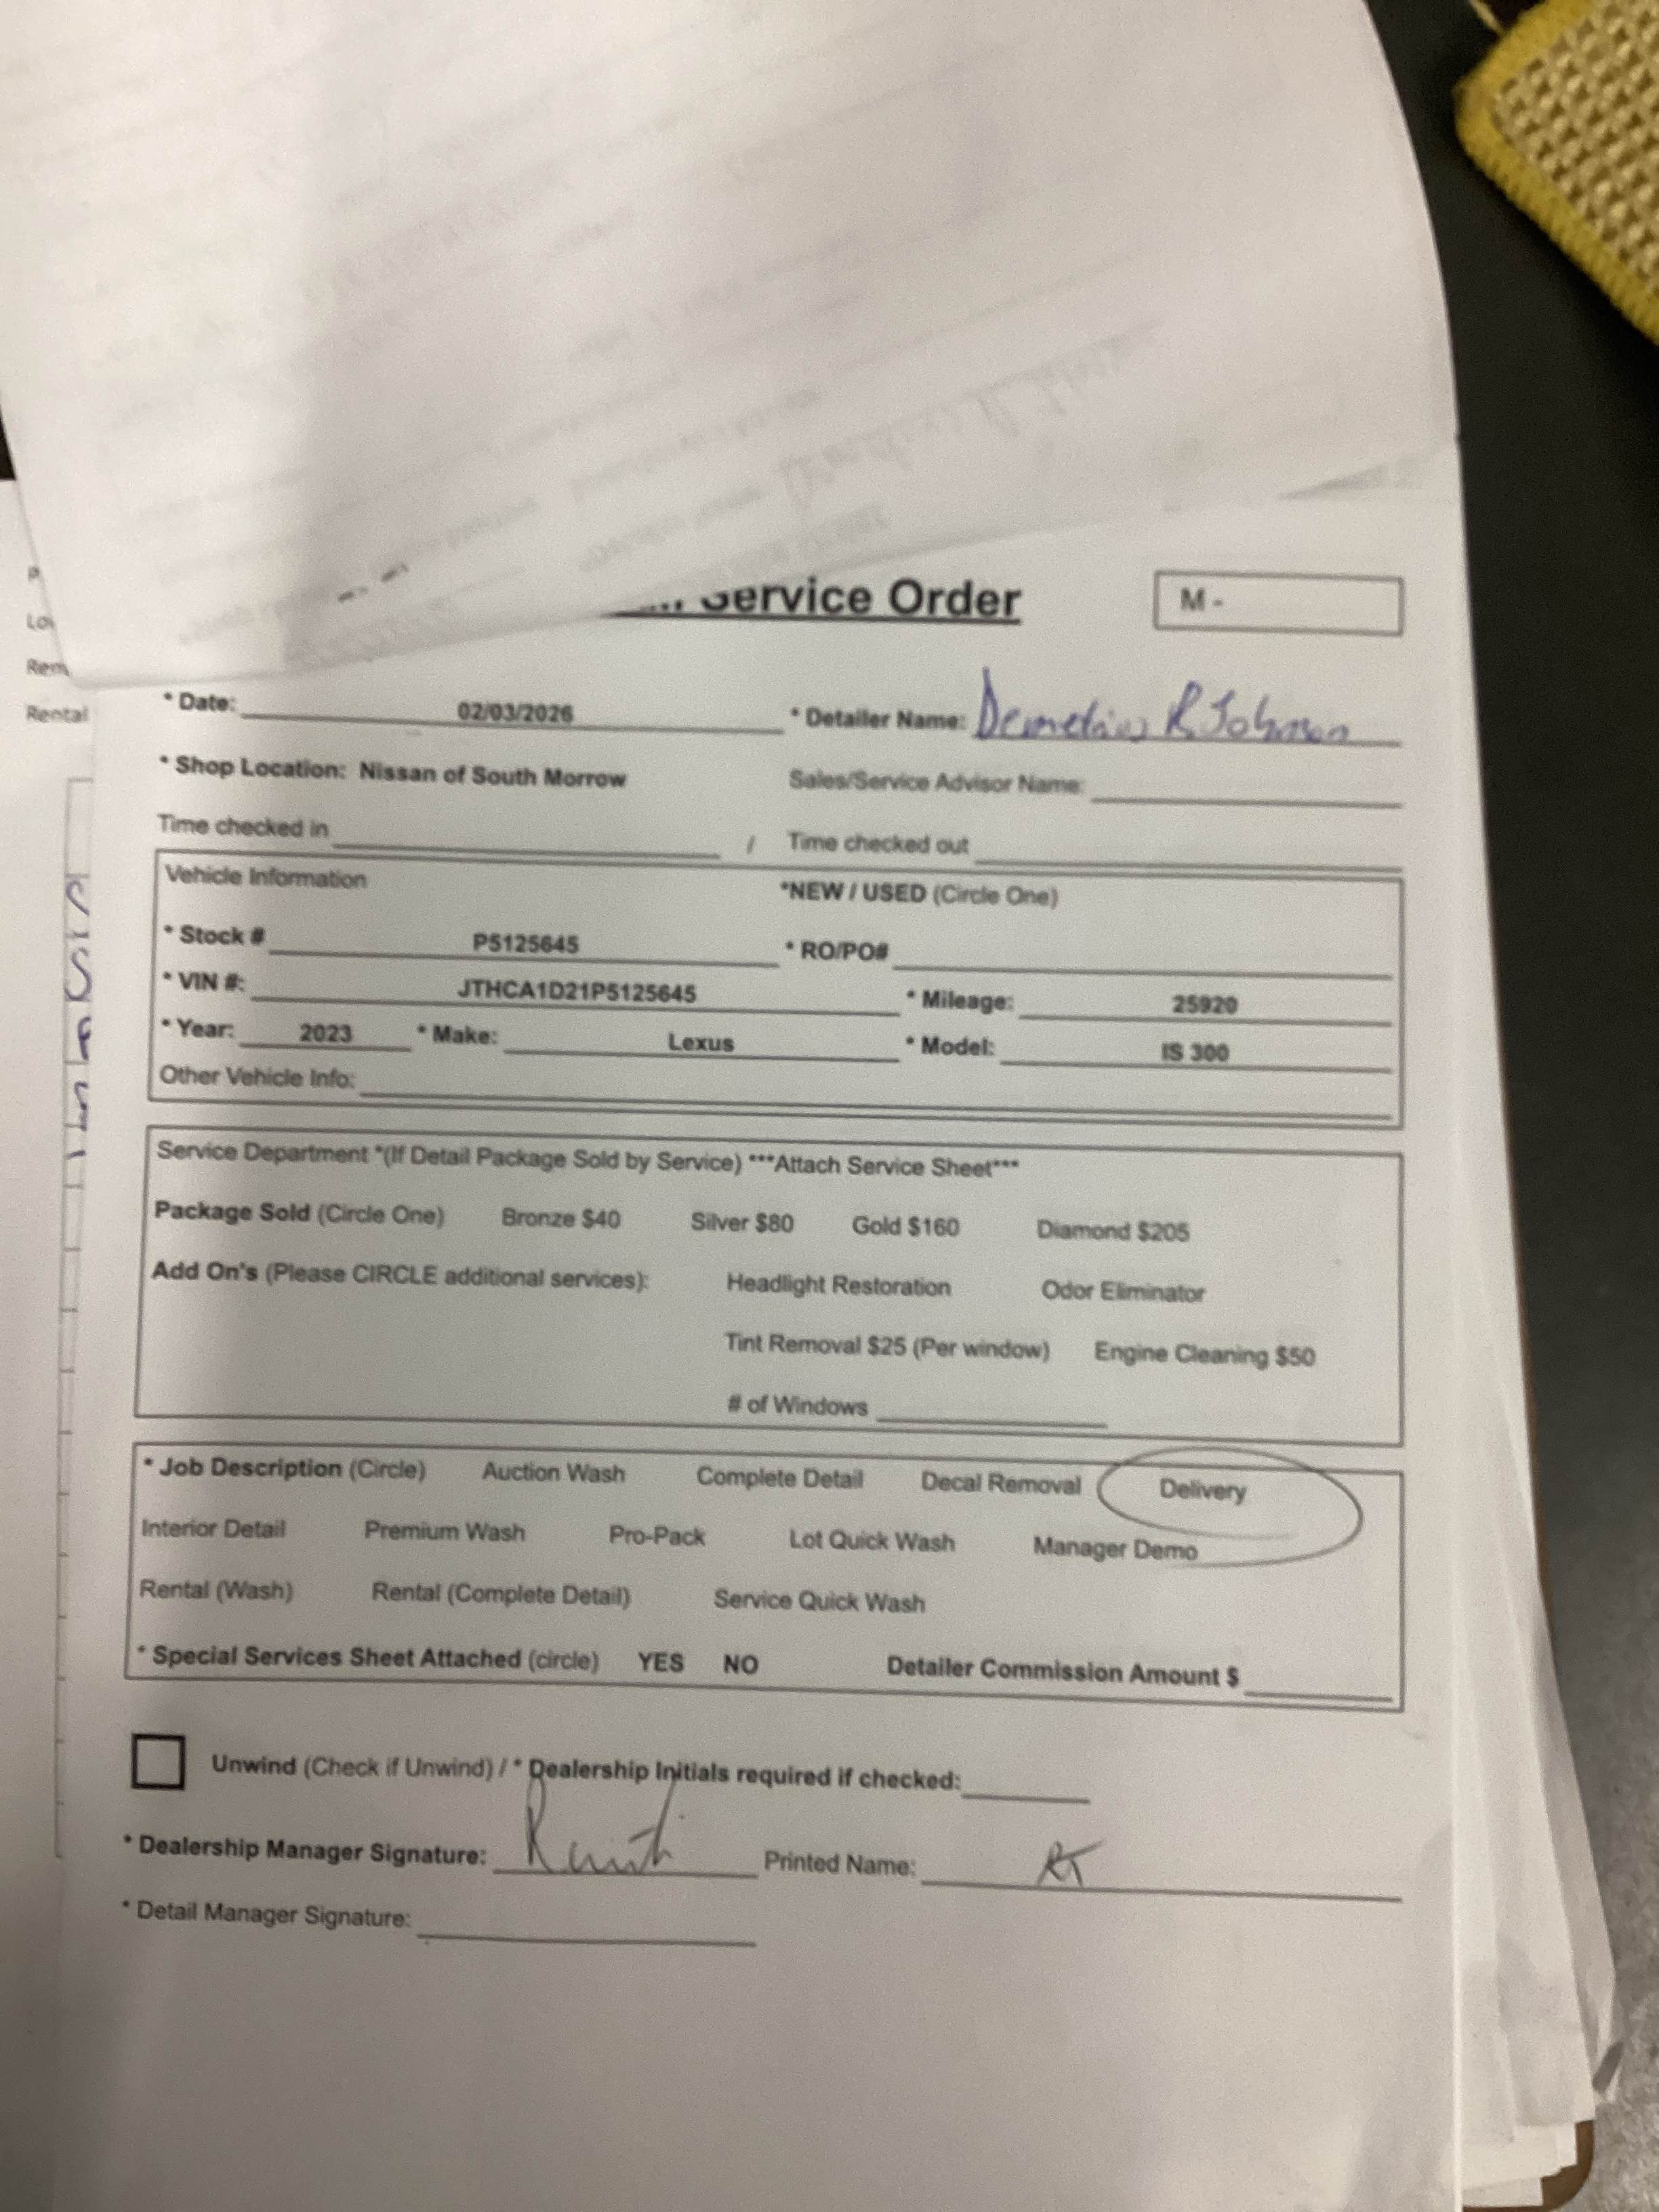 Service Order
M -
* Date: 02/03/2026 * Detailer Name: Demetrius R Johnson
* Shop Location: Nissan of South Morrow Sales/Service Advisor Name:
Time checked in / Time checked out
Vehicle Information *NEW / USED (Circle One)
* Stock # P5125645 * RO/PO#
* VIN #: JTHCA1D21P5125645 * Mileage: 25920
* Year: 2023 * Make: Lexus * Model: IS 300
Other Vehicle Info:
Service Department *(If Detail Package Sold by Service) ***Attach Service Sheet***
Package Sold (Circle One) Bronze $40 Silver $80 Gold $160 Diamond $205
Add On's (Please CIRCLE additional services): Headlight Restoration Odor Eliminator
Tint Removal $25 (Per window) Engine Cleaning $50
# of Windows
* Job Description (Circle) Auction Wash Complete Detail Decal Removal Delivery
Interior Detail Premium Wash Pro-Pack Lot Quick Wash Manager Demo
Rental (Wash) Rental (Complete Detail) Service Quick Wash
* Special Services Sheet Attached (circle) YES NO Detailer Commission Amount $
Unwind (Check if Unwind) / * Dealership Initials required if checked:
* Dealership Manager Signature: Printed Name: RT
* Detail Manager Signature:
Rental